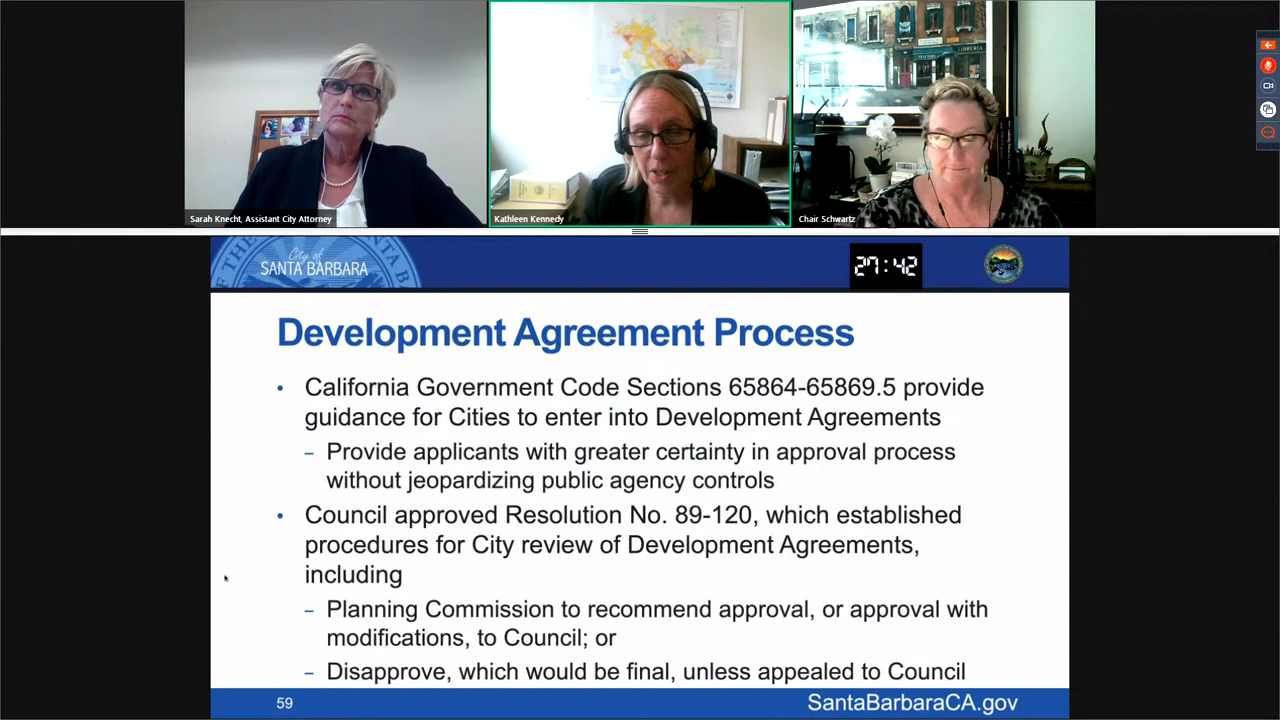 LIBRERIA
Sarah Knecht, Assistant City Attorney
Kathleen Kennedy
Chair Schwartz
City of
SANTA BARBARA
27:42
Development Agreement Process
• California Government Code Sections 65864-65869.5 provide
guidance for Cities to enter into Development Agreements
– Provide applicants with greater certainty in approval process
without jeopardizing public agency controls
• Council approved Resolution No. 89-120, which established
procedures for City review of Development Agreements,
including
– Planning Commission to recommend approval, or approval with
modifications, to Council; or
– Disapprove, which would be final, unless appealed to Council
59
SantaBarbaraCA.gov